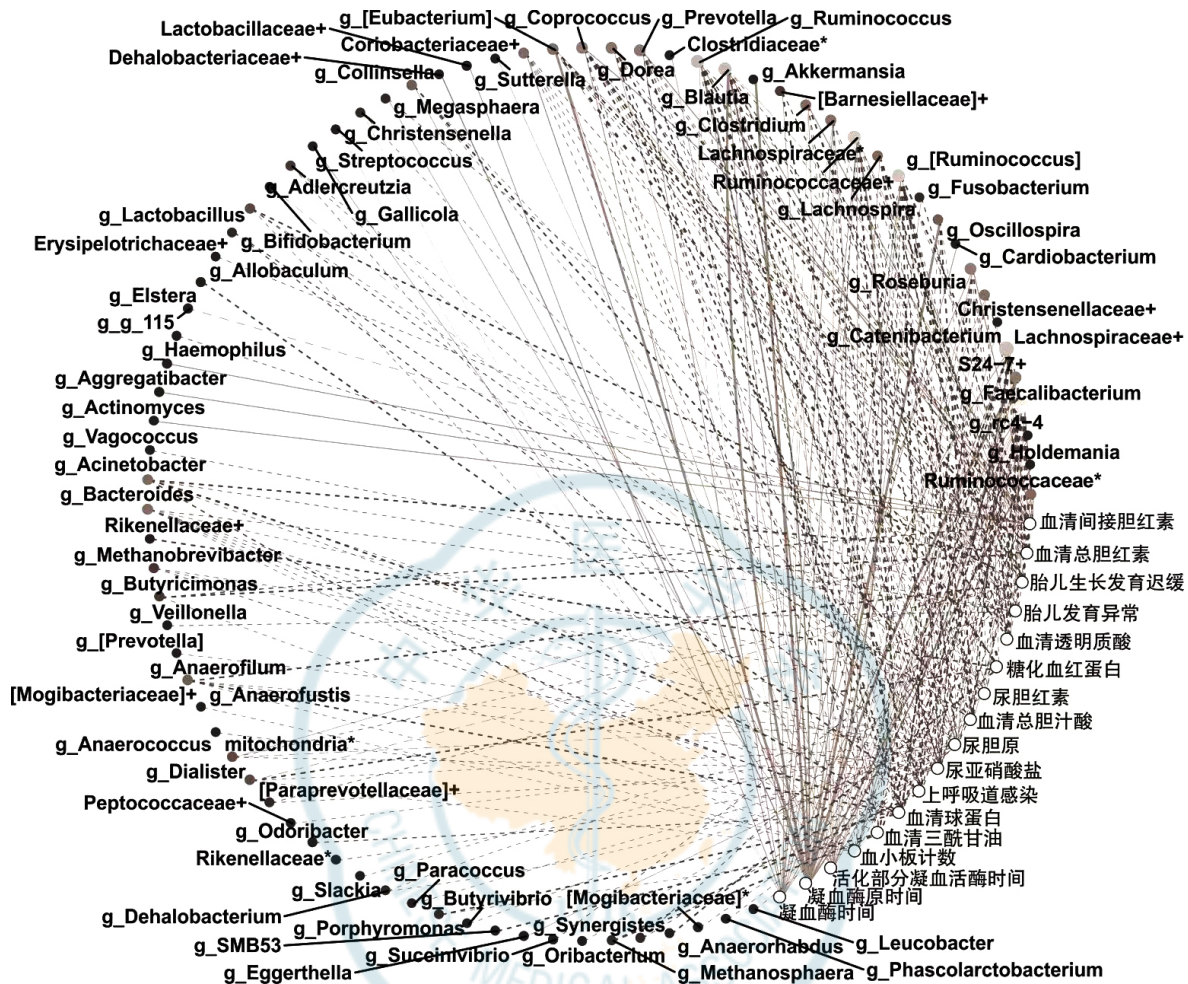 g_[Eubacterium]
g_Coprococcus
g_Prevotella
g_Ruminococcus
Lactobacillaceae+
Coriobacteriaceae+
Clostridiaceae*
Dehalobacteriaceae+
g_Collinsella
g_Sutterella
g_Dorea
g_Akkermansia
g_Megasphaera
g_Blautia
[Barnesiellaceae]+
g_Christensenella
g_Clostridium
g_Streptococcus
Lachnospiraceae*
g_[Ruminococcus]
g_Adlercreutzia
Ruminococcaceae+
g_Fusobacterium
g_Lactobacillus
g_Gallicola
g_Lachnospira
g_Oscillospira
Erysipelotrichaceae+
g_Bifidobacterium
g_Cardiobacterium
g_Allobaculum
g_Roseburia
g_Elstera
Christensenellaceae+
g_g_115
g_Catenibacterium
Lachnospiraceae+
g_Haemophilus
S24-7+
g_Aggregatibacter
g_Faecalibacterium
g_Actinomyces
g_rc4-4
g_Vagococcus
g_Holdemania
g_Acinetobacter
Ruminococcaceae*
g_Bacteroides
血清间接胆红素
Rikenellaceae+
血清总胆红素
g_Methanobrevibacter
胎儿生长发育迟缓
g_Butyricimonas
胎儿发育异常
g_Veillonella
血清透明质酸
g_[Prevotella]
糖化血红蛋白
g_Anaerofilum
尿胆红素
[Mogibacteriaceae]+
g_Anaerofustis
血清总胆汁酸
g_Anaerococcus
mitochondria*
尿胆原
g_Dialister
尿亚硝酸盐
[Paraprevotellaceae]+
上呼吸道感染
Peptococcaceae+
血清球蛋白
g_Odoribacter
血清三酰甘油
Rikenellaceae*
血小板计数
g_Slackia
g_Paracoccus
活化部分凝血活酶时间
g_Butyrivibrio
[Mogibacteriaceae]*
凝血酶原时间
g_Dehalobacterium
凝血酶时间
g_Porphyromonas
g_Synergistes
g_SMB53
g_Succinivibrio
g_Oribacterium
g_Anaerorhabdus
g_Leucobacter
g_Eggerthella
g_Methanosphaera
g_Phascolarctobacterium